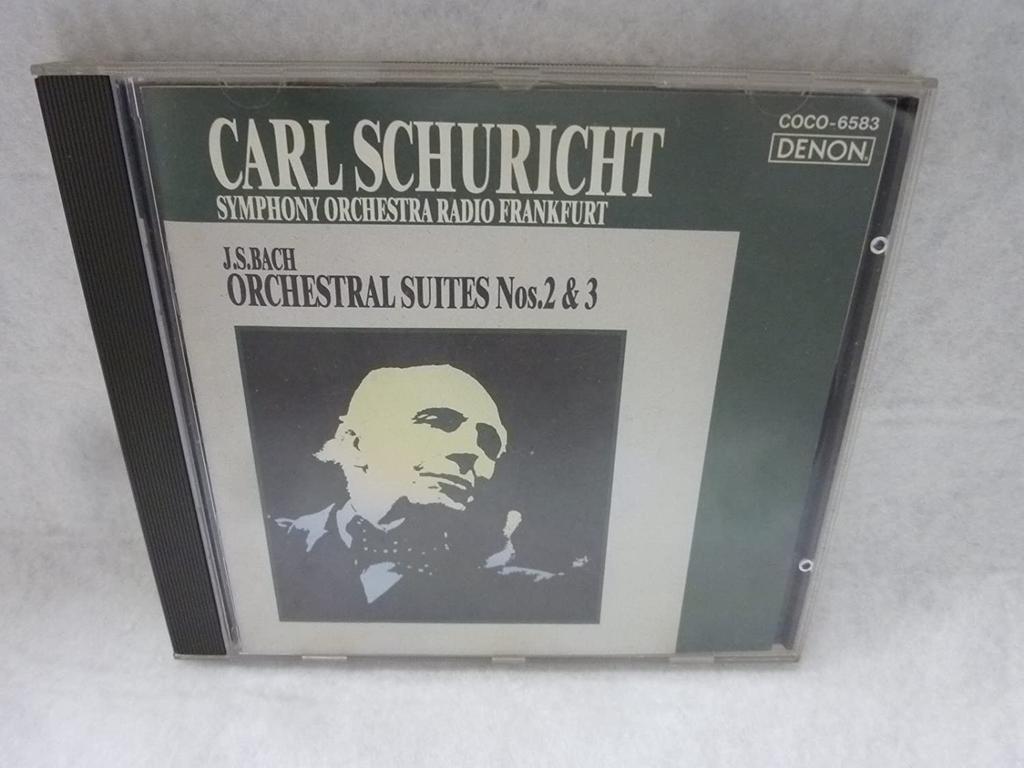 CARL SCHURICHT
SYMPHONY ORCHESTRA RADIO FRANKFURT
COCO-6583
DENON
J.S.BACH
ORCHESTRAL SUITES Nos.2 & 3